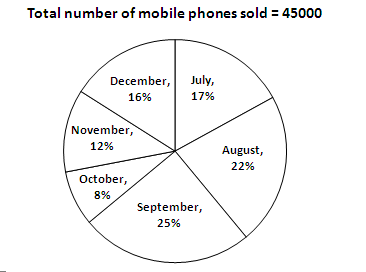 Total number of mobile phones sold = 45000
December,
16%
July,
17%
November,
12%
August,
22%
October,
8%
September,
25%